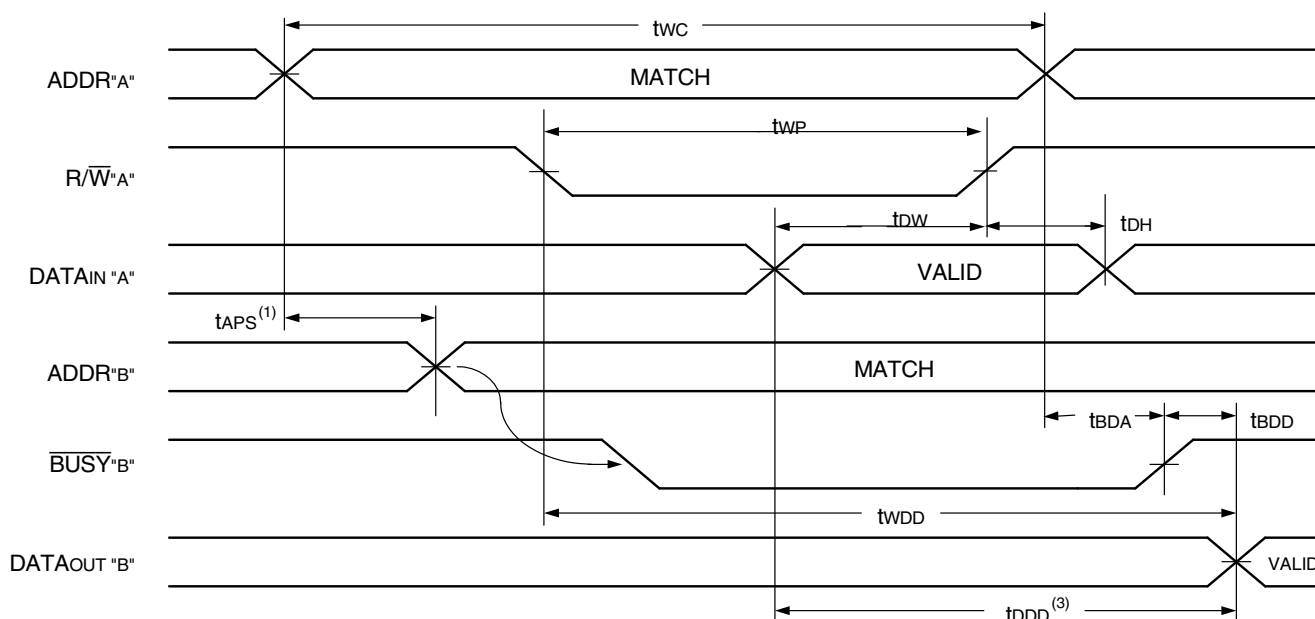 tWC
ADDR"A"
MATCH
tWP
R/W̅"A"
tDW
tDH
DATAIN "A"
VALID
tAPS(1)
ADDR"B"
MATCH
tBDA
tBDD
B̅U̅S̅Y̅"B"
tWDD
DATAOUT "B"
VALID
tDDD(3)